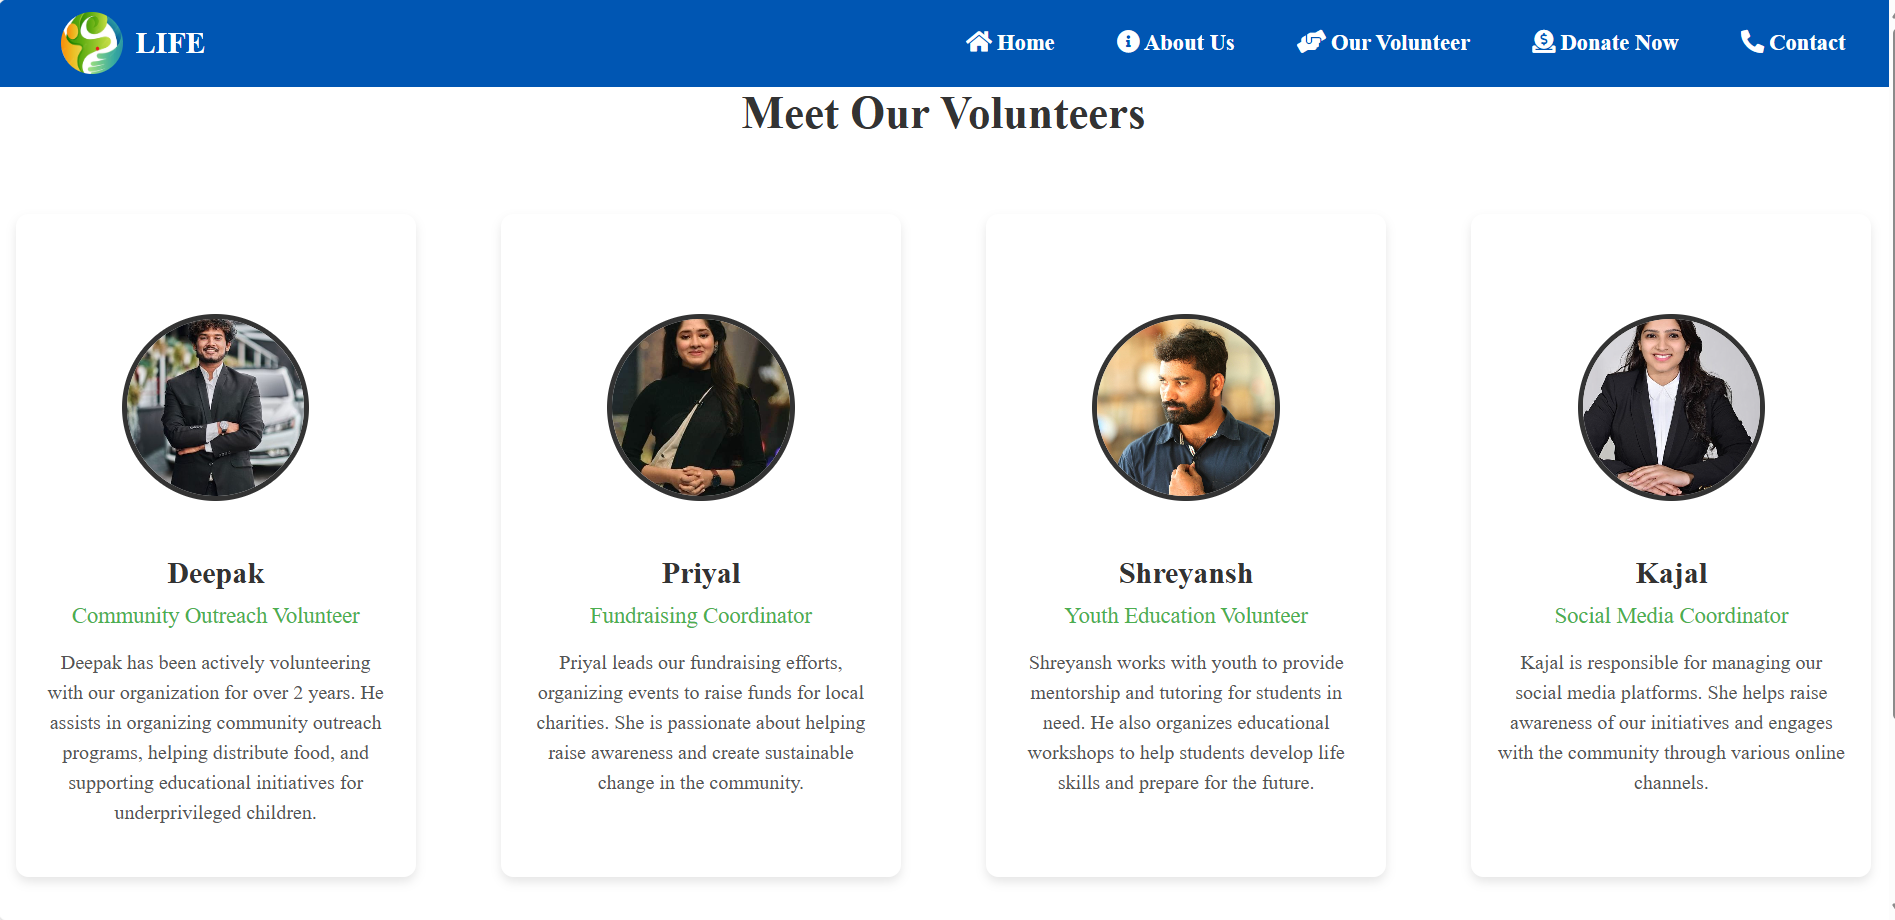 LIFE
Home
About Us
Our Volunteer
Donate Now
Contact
Meet Our Volunteers
Deepak
Community Outreach Volunteer
Deepak has been actively volunteering
with our organization for over 2 years. He
assists in organizing community outreach
programs, helping distribute food, and
supporting educational initiatives for
underprivileged children.
Priyal
Fundraising Coordinator
Priyal leads our fundraising efforts,
organizing events to raise funds for local
charities. She is passionate about helping
raise awareness and create sustainable
change in the community.
Shreyansh
Youth Education Volunteer
Shreyansh works with youth to provide
mentorship and tutoring for students in
need. He also organizes educational
workshops to help students develop life
skills and prepare for the future.
Kajal
Social Media Coordinator
Kajal is responsible for managing our
social media platforms. She helps raise
awareness of our initiatives and engages
with the community through various online
channels.